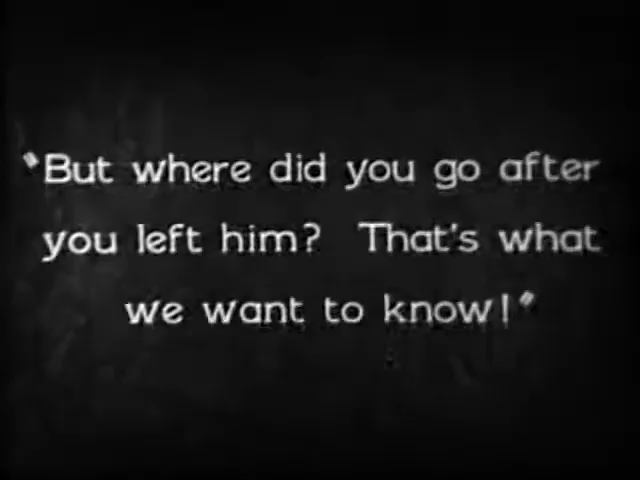 "But where did you go after
you left him? That's what
we want to know!"